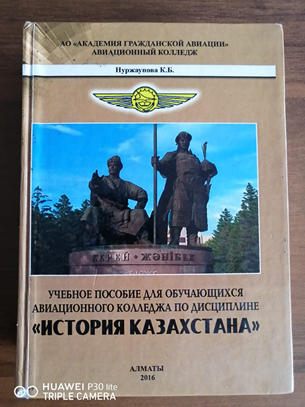 АО «АКАДЕМИЯ ГРАЖДАНСКОЙ АВИАЦИИ»
АВИАЦИОННЫЙ КОЛЛЕДЖ
Нуржаупова К.Б.
КЕРЕЙ • ЖӘНІБЕК
УЧЕБНОЕ ПОСОБИЕ ДЛЯ ОБУЧАЮЩИХСЯ
АВИАЦИОННОГО КОЛЛЕДЖА ПО ДИСЦИПЛИНЕ
«ИСТОРИЯ КАЗАХСТАНА»
АЛМАТЫ
2016
HUAWEI P30 lite
TRIPLE CAMERA